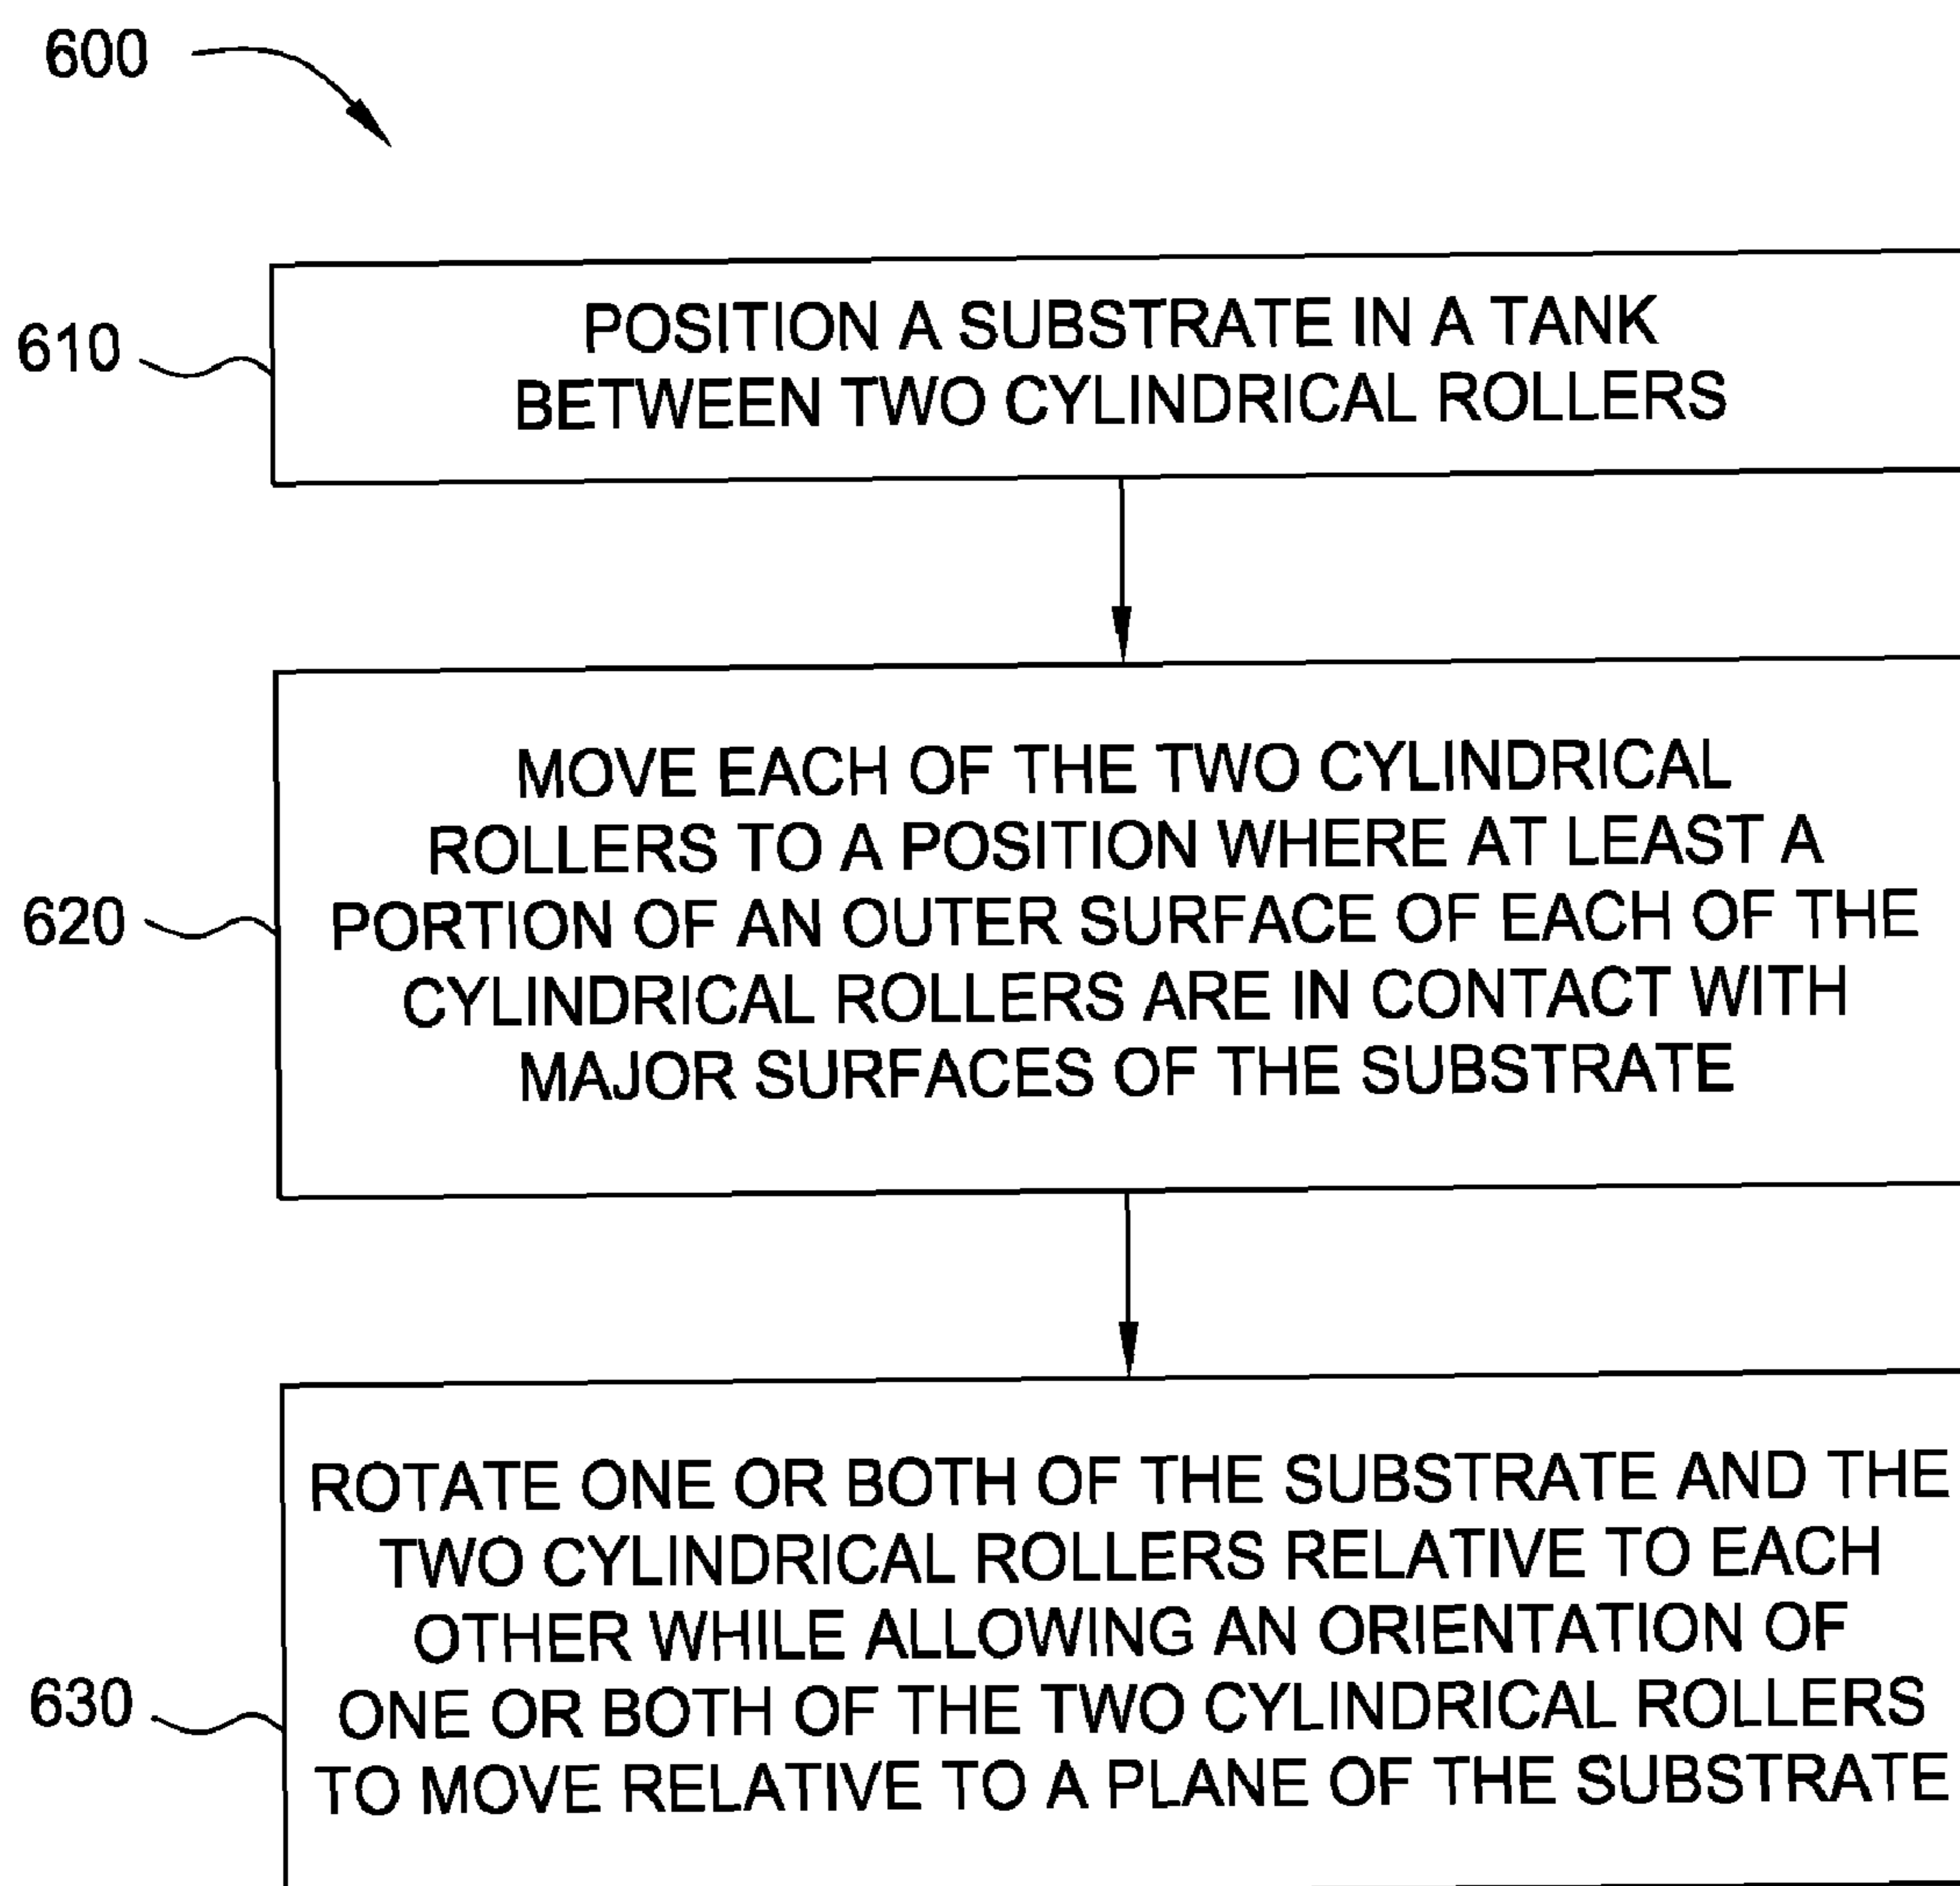 600
610
POSITION A SUBSTRATE IN A TANK
BETWEEN TWO CYLINDRICAL ROLLERS
620
MOVE EACH OF THE TWO CYLINDRICAL
ROLLERS TO A POSITION WHERE AT LEAST A
PORTION OF AN OUTER SURFACE OF EACH OF THE
CYLINDRICAL ROLLERS ARE IN CONTACT WITH
MAJOR SURFACES OF THE SUBSTRATE
630
ROTATE ONE OR BOTH OF THE SUBSTRATE AND THE
TWO CYLINDRICAL ROLLERS RELATIVE TO EACH
OTHER WHILE ALLOWING AN ORIENTATION OF
ONE OR BOTH OF THE TWO CYLINDRICAL ROLLERS
TO MOVE RELATIVE TO A PLANE OF THE SUBSTRATE